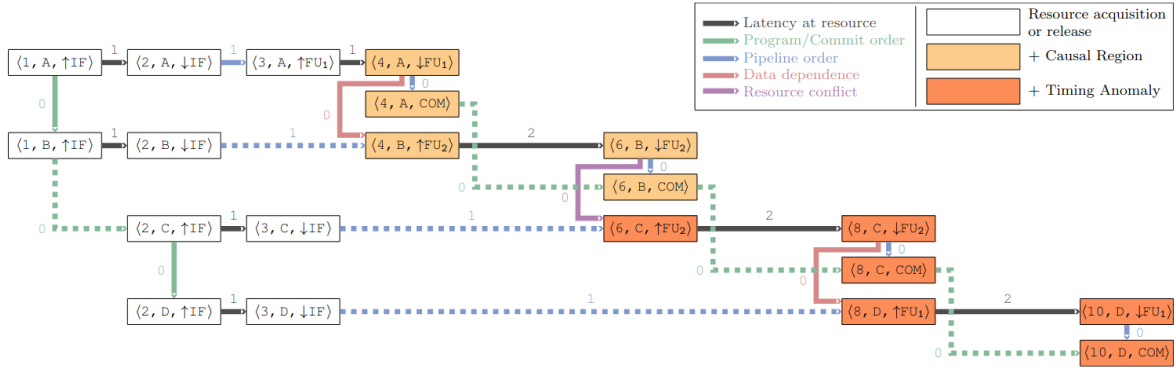 Latency at resource
Program/Commit order
Pipeline order
Data dependence
Resource conflict
Resource acquisition
or release
+ Causal Region
+ Timing Anomaly
1 1 1
⟨1, A, ↑IF⟩ ⟨2, A, ↓IF⟩ ⟨3, A, ↑FU₁⟩ ⟨4, A, ↓FU₁⟩
0
0 ⟨4, A, COM⟩
0
1 1 2
⟨1, B, ↑IF⟩ ⟨2, B, ↓IF⟩ ⟨4, B, ↑FU₂⟩ ⟨6, B, ↓FU₂⟩
0
0 ⟨6, B, COM⟩
0
1 1 2
0 ⟨2, C, ↑IF⟩ ⟨3, C, ↓IF⟩ ⟨6, C, ↑FU₂⟩ ⟨8, C, ↓FU₂⟩
0
0 0 ⟨8, C, COM⟩
0
1 1 2
⟨2, D, ↑IF⟩ ⟨3, D, ↓IF⟩ ⟨8, D, ↑FU₁⟩ ⟨10, D, ↓FU₁⟩
0
0 ⟨10, D, COM⟩